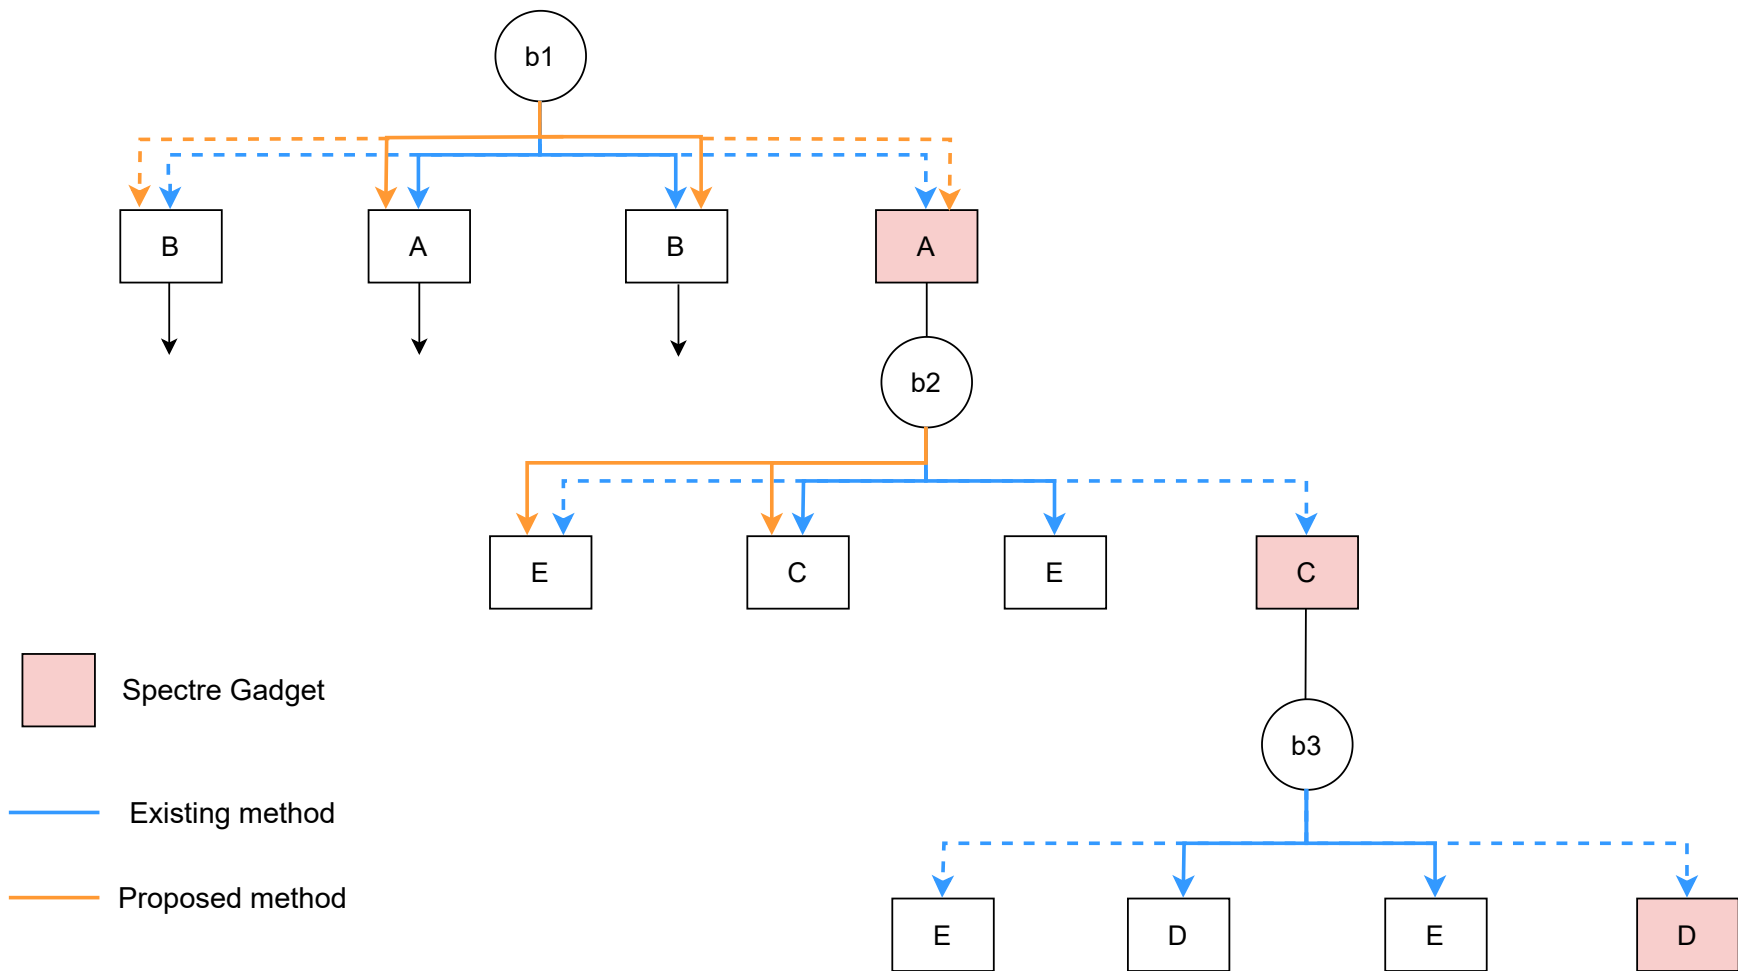 b1
B
A
B
A
b2
E
C
E
C
Spectre Gadget
b3
Existing method
Proposed method
E
D
E
D